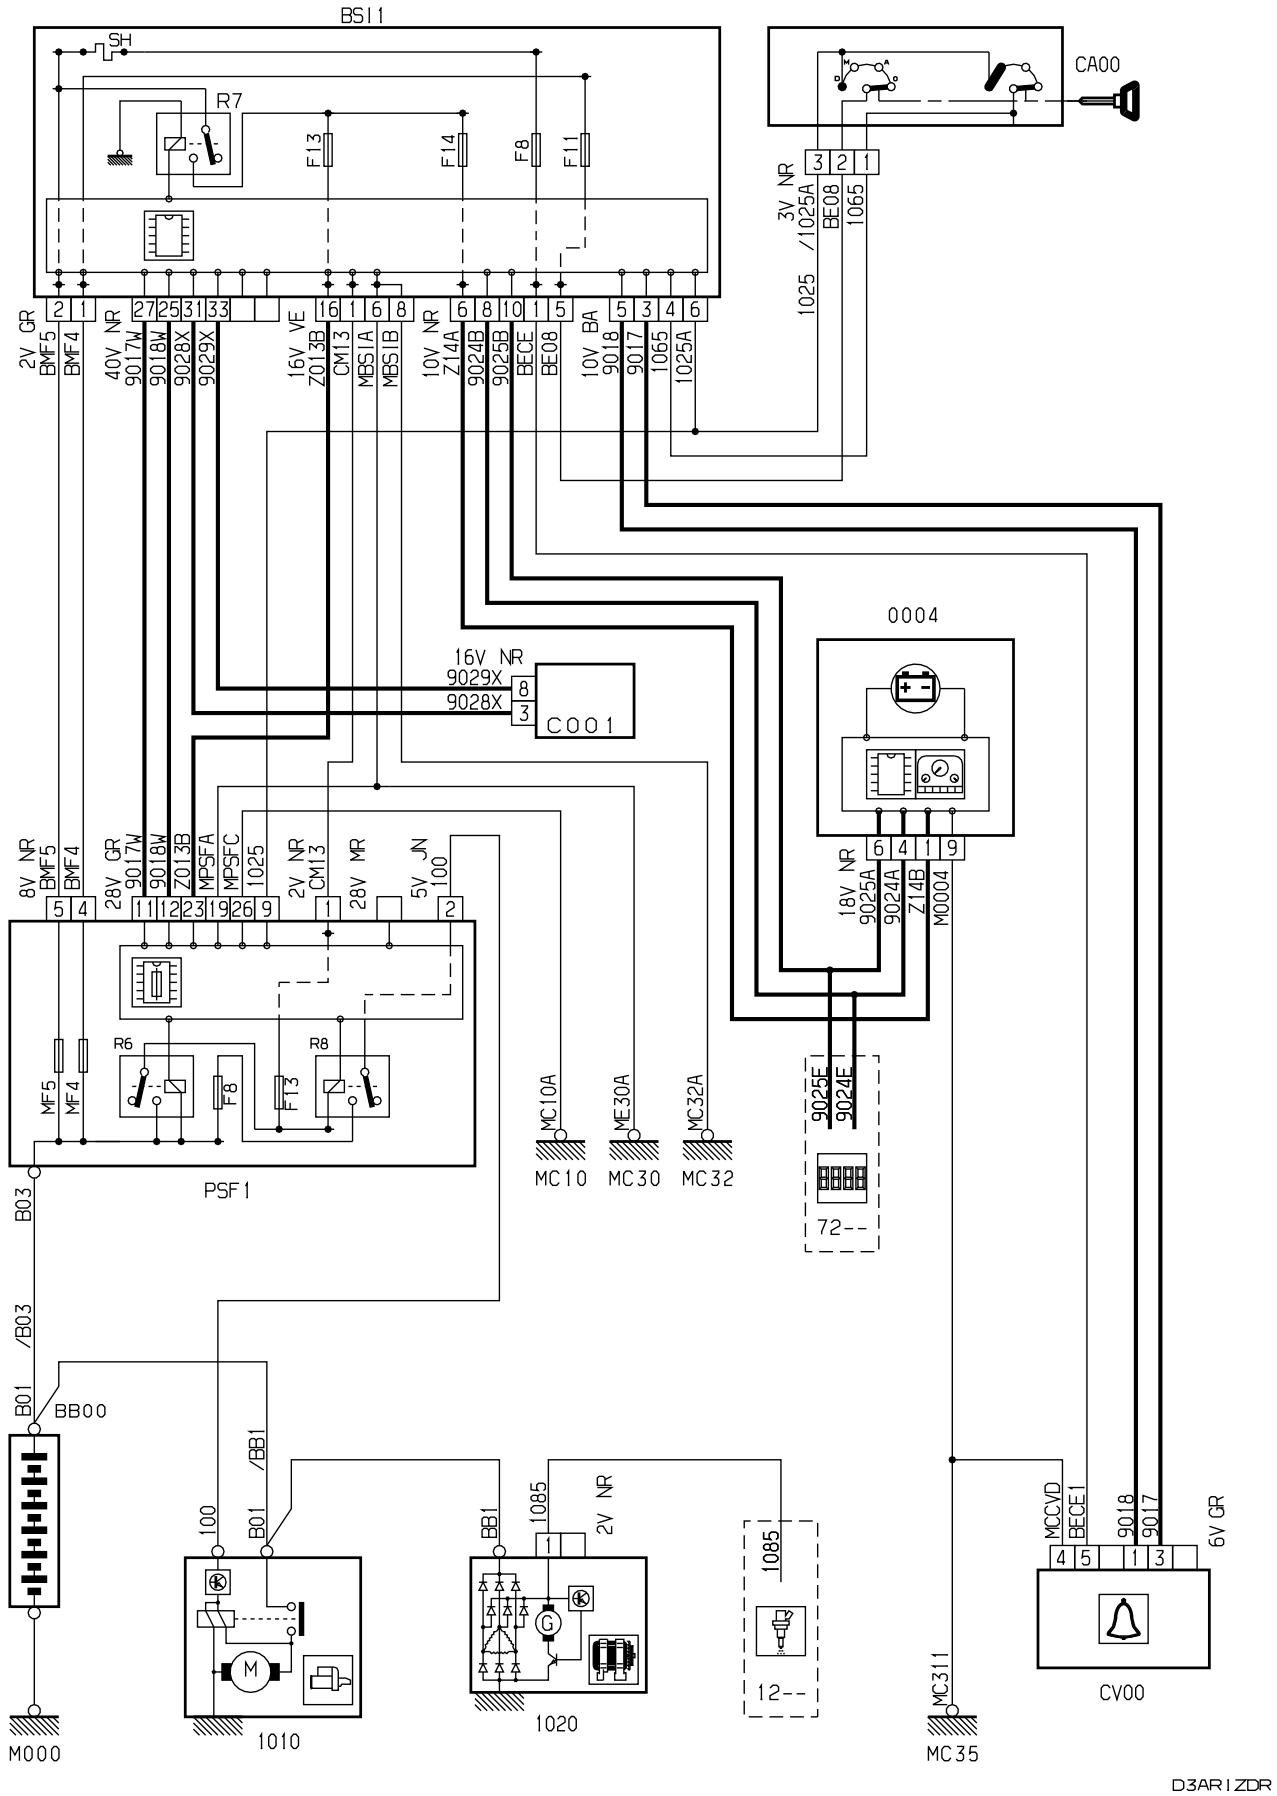 BSI1
SH
R7
F13
F14
F8
F11
CA00
M
A
D
O
3 2 1
3V NR
/1025A
BE08
1065
1025
2 1 27 25 31 33 16 1 6 8 6 8 10 1 5 5 3 4 6
2V GR
BMF5
BMF4
40V NR
9017W
9018W
9028X
9029X
16V VE
Z013B
CM13
MBSIA
MBSIB
10V NR
Z14A
9024B
9025B
BECE
BE08
10V BA
9018
9017
1065
1025A
0004
16V NR
9029X
8
9028X
3
C001
+ -
6 4 1 9
18V NR
9025A
9024A
Z14B
M0004
8V NR
BMF5
BMF4
28V GR
9017W
9018W
Z013B
MPSFA
MPSFC
1025
2V NR
CM13
28V MR
5V JN
100
5 4 11 12 23 19 26 9 1 2
R6
R8
MF5
MF4
F8
F13
PSF1
MC10A
ME30A
MC32A
MC10
MC30
MC32
9025E
9024E
72--
B03
/B03
B01
BB00
M000
100
B01
/BB1
M
1010
BB1
1085
2V NR
1
G
1020
1085
12--
MC311
MC35
MCCVD
BECE1
9018
9017
6V GR
4 5 1 3
CV00
D3AR1ZDR